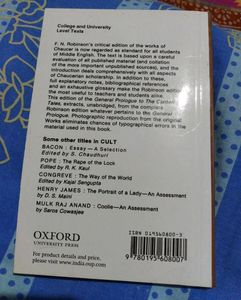 College and University
Level Texts
F. N. Robinson's critical edition of the works of
Chaucer is now regarded as standard for all students
of Middle English. The text is based upon a careful
evaluation of all published material (and collation
of the more important unpublished sources), and the
introduction deals comprehensively with all aspects
of Chaucerian scholarship. In addition to these,
full explanatory notes, bibliographical references
and an exhaustive glossary make the Robinson edition
the most useful to teachers and students alike.
This edition of the General Prologue to The Canterbury
Tales, extracts, unabridged, from the complete
Robinson edition whatever pertains to the General
Prologue. Photographic reproduction from the original
Works eliminates chances of typographical errors in the
material used in this book.
Some other titles in CULT
BACON : Essay—A Selection
Edited by S. Chaudhuri
POPE : The Rape of the Lock
Edited by R. K. Kaul
CONGREVE : The Way of the World
Edited by Kajal Sengupta
HENRY JAMES : The Portrait of a Lady—An Assessment
by D. S. Maini
MULK RAJ ANAND : Coolie—An Assessment
by Saros Cowasjee
OXFORD
UNIVERSITY PRESS
For product details and price,
please visit www.india.oup.com
ISBN 019560800-3
9 780195 608007